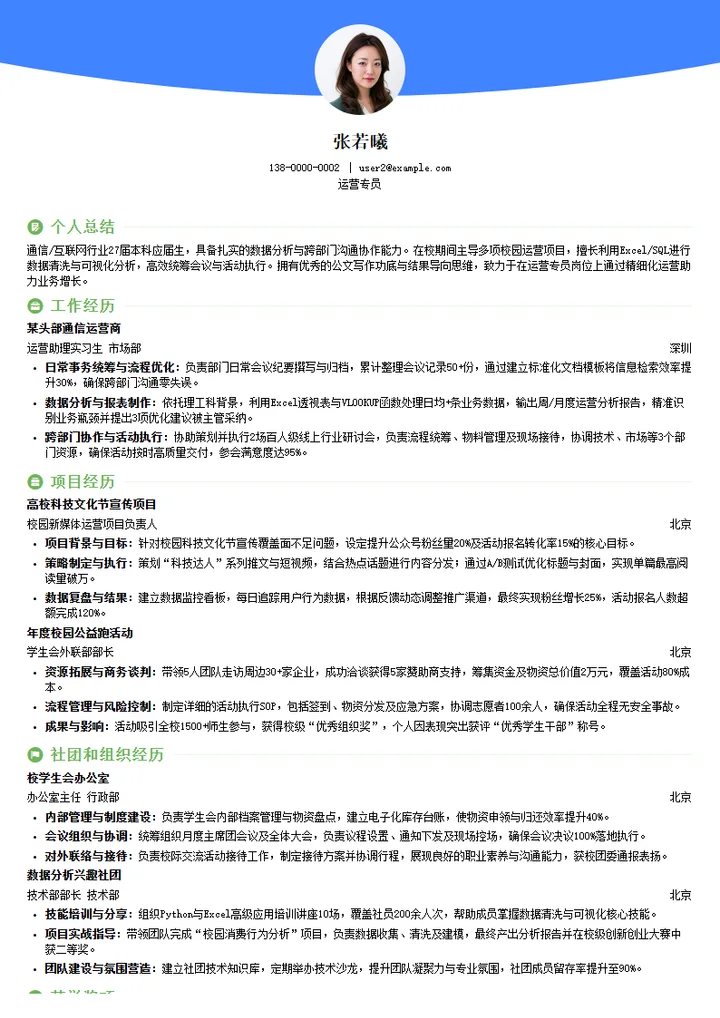 张若曦
138-0000-0002 | user2@example.com
运营专员
个人总结
通信/互联网行业27届本科应届生，具备扎实的数据分析与跨部门沟通协作能力。在校期间主导多项校园运营项目，擅长利用Excel/SQL进行
数据清洗与可视化分析，高效统筹会议与活动执行。拥有优秀的公文写作功底与结果导向思维，致力于在运营专员岗位上通过精细化运营助
力业务增长。
工作经历
某头部通信运营商
运营助理实习生 市场部 深圳
• 日常事务统筹与流程优化：负责部门日常会议纪要撰写与归档，累计整理会议记录50+份，通过建立标准化文档模板将信息检索效率提
升30%，确保跨部门沟通零失误。
• 数据分析与报表制作：依托理工科背景，利用Excel透视表与VLOOKUP函数处理日均+条业务数据，输出周/月度运营分析报告，精准识
别业务瓶颈并提出3项优化建议被主管采纳。
• 跨部门协作与活动执行：协助策划并执行2场百人级线上行业研讨会，负责流程统筹、物料管理及现场接待，协调技术、市场等3个部
门资源，确保活动按时高质量交付，参会满意度达95%。
项目经历
高校科技文化节宣传项目
校园新媒体运营项目负责人 北京
• 项目背景与目标：针对校园科技文化节宣传覆盖面不足问题，设定提升公众号粉丝量20%及活动报名转化率15%的核心目标。
• 策略制定与执行：策划“科技达人”系列推文与短视频，结合热点话题进行内容分发；通过A/B测试优化标题与封面，实现单篇最高阅
读量破万。
• 数据复盘与结果：建立数据监控看板，每日追踪用户行为数据，根据反馈动态调整推广渠道，最终实现粉丝增长25%，活动报名人数超
额完成120%。
年度校园公益跑活动
学生会外联部部长 北京
• 资源拓展与商务谈判：带领5人团队走访周边30+家企业，成功洽谈获得5家赞助商支持，筹集资金及物资总价值2万元，覆盖活动80%成
本。
• 流程管理与风险控制：制定详细的活动执行SOP，包括签到、物资分发及应急方案，协调志愿者100余人，确保活动全程无安全事故。
• 成果与影响：活动吸引全校1500+师生参与，获得校级“优秀组织奖”，个人因表现突出获评“优秀学生干部”称号。
社团和组织经历
校学生会办公室
办公室主任 行政部 北京
• 内部管理与制度建设：负责学生会内部档案管理与物资盘点，建立电子化库存台账，使物资申领与归还效率提升40%。
• 会议组织与协调：统筹组织月度主席团会议及全体大会，负责议程设置、通知下发及现场控场，确保会议决议100%落地执行。
• 对外联络与接待：负责校际交流活动接待工作，制定接待方案并协调行程，展现良好的职业素养与沟通能力，获校团委通报表扬。
数据分析兴趣社团
技术部部长 技术部 北京
• 技能培训与分享：组织Python与Excel高级应用培训讲座10场，覆盖社员200余人次，帮助成员掌握数据清洗与可视化核心技能。
• 项目实战指导：带领团队完成“校园消费行为分析”项目，负责数据收集、清洗及建模，最终产出分析报告并在校级创新创业大赛中
获二等奖。
• 团队建设与氛围营造：建立社团技术知识库，定期举办技术沙龙，提升团队凝聚力与专业氛围，社团成员留存率提升至90%。